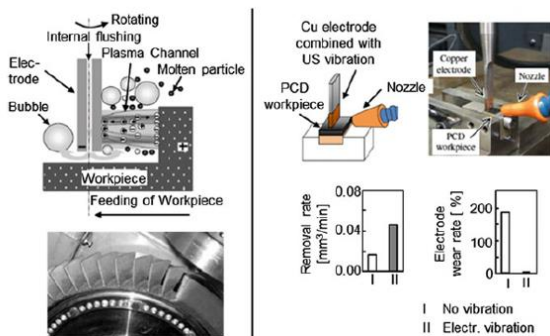 Rotating
Internal flushing
Plasma Channel
Molten particle
Elec-
trode
Bubble
Workpiece
Feeding of Workpiece
Cu electrode
combined with
US vibration
PCD
workpiece
Nozzle
Copper
electrode
Nozzle
PCD
workpiece
Removal rate
[mm³/min]
0.08
0.04
0.00
I II
Electrode
wear rate [ %]
200
100
0
I II
I No vibration
II Electr. vibration